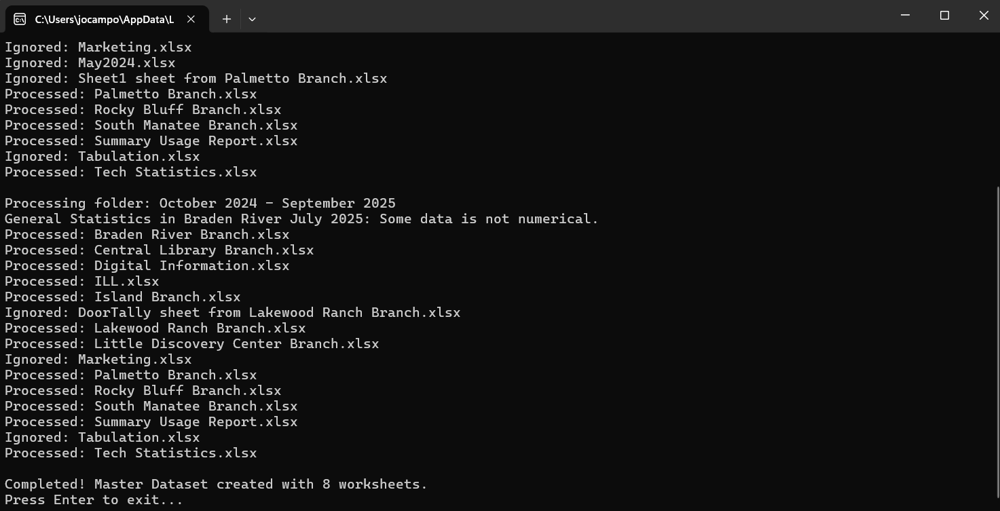 C:\Users\jocampo\AppData\L
Ignored: Marketing.xlsx
Ignored: May2024.xlsx
Ignored: Sheet1 sheet from Palmetto Branch.xlsx
Processed: Palmetto Branch.xlsx
Processed: Rocky Bluff Branch.xlsx
Processed: South Manatee Branch.xlsx
Processed: Summary Usage Report.xlsx
Ignored: Tabulation.xlsx
Processed: Tech Statistics.xlsx
Processing folder: October 2024 - September 2025
General Statistics in Braden River July 2025: Some data is not numerical.
Processed: Braden River Branch.xlsx
Processed: Central Library Branch.xlsx
Processed: Digital Information.xlsx
Processed: ILL.xlsx
Processed: Island Branch.xlsx
Ignored: DoorTally sheet from Lakewood Ranch Branch.xlsx
Processed: Lakewood Ranch Branch.xlsx
Processed: Little Discovery Center Branch.xlsx
Ignored: Marketing.xlsx
Processed: Palmetto Branch.xlsx
Processed: Rocky Bluff Branch.xlsx
Processed: South Manatee Branch.xlsx
Processed: Summary Usage Report.xlsx
Ignored: Tabulation.xlsx
Processed: Tech Statistics.xlsx
Completed! Master Dataset created with 8 worksheets.
Press Enter to exit...